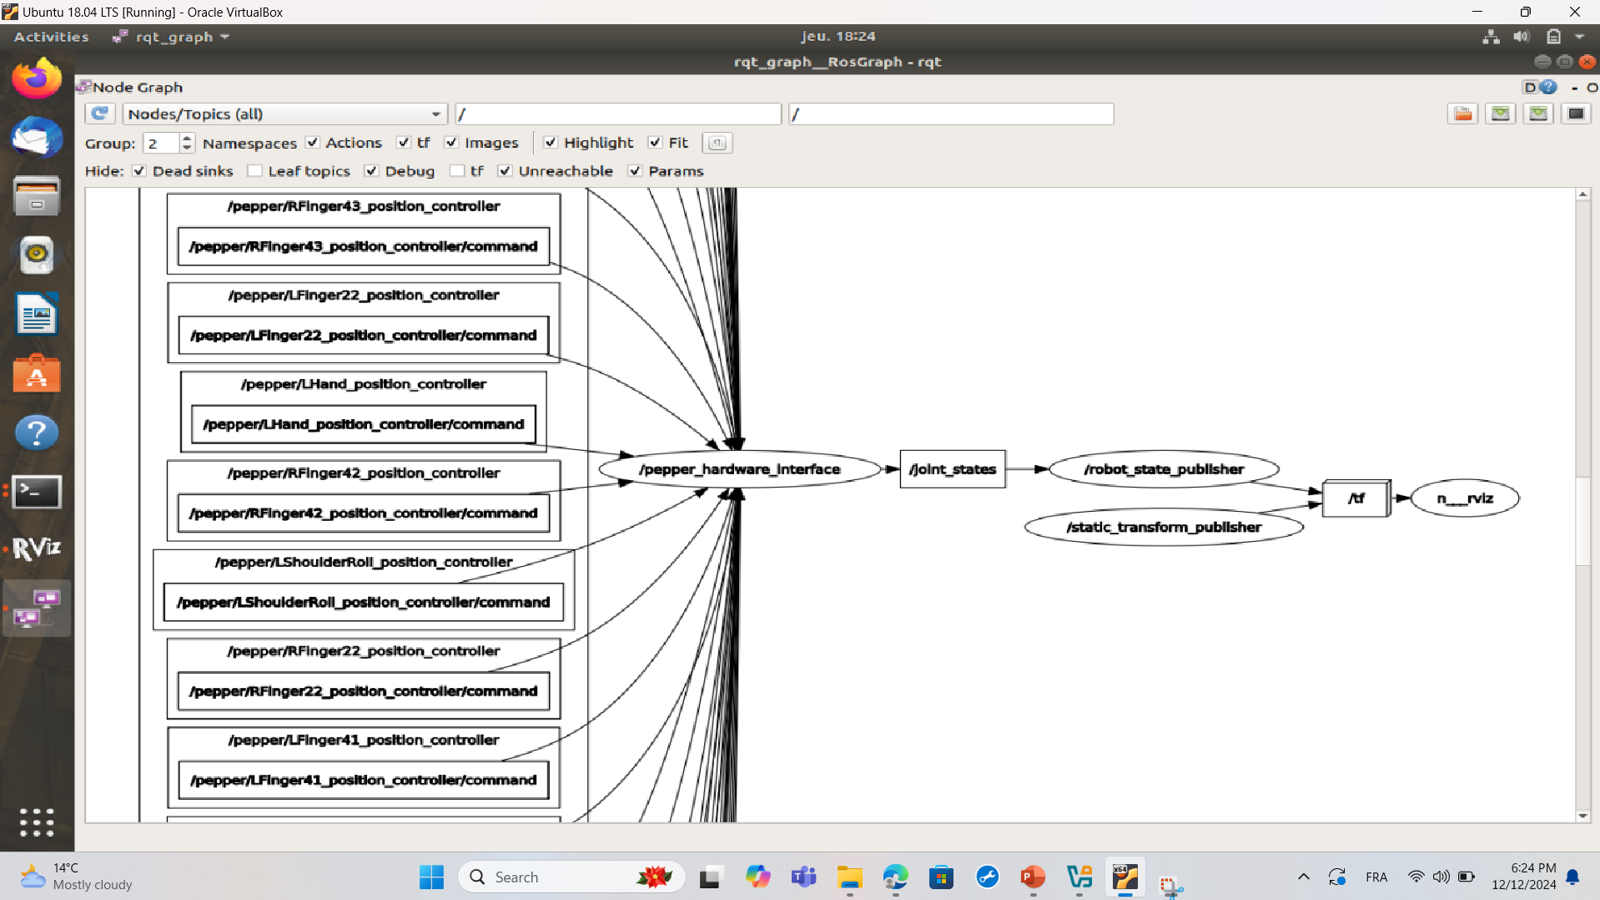 Ubuntu 18.04 LTS [Running] - Oracle VirtualBox
Activities rqt_graph jeu. 18:24
rqt_graph__RosGraph - rqt
Node Graph D ? - O
Nodes/Topics (all) / /
Group: 2 Namespaces Actions tf Images Highlight Fit
Hide: Dead sinks Leaf topics Debug tf Unreachable Params
/pepper/RFinger43_position_controller
/pepper/RFinger43_position_controller/command
/pepper/LFinger22_position_controller
/pepper/LFinger22_position_controller/command
/pepper/LHand_position_controller
/pepper/LHand_position_controller/command
/pepper/RFinger42_position_controller
/pepper/RFinger42_position_controller/command
/pepper/LShoulderRoll_position_controller
/pepper/LShoulderRoll_position_controller/command
/pepper/RFinger22_position_controller
/pepper/RFinger22_position_controller/command
/pepper/LFinger41_position_controller
/pepper/LFinger41_position_controller/command
/pepper_hardware_interface
/joint_states
/robot_state_publisher
/static_transform_publisher
/tf
n___rviz
RViz
14°C
Mostly cloudy
Search
FRA
6:24 PM
12/12/2024